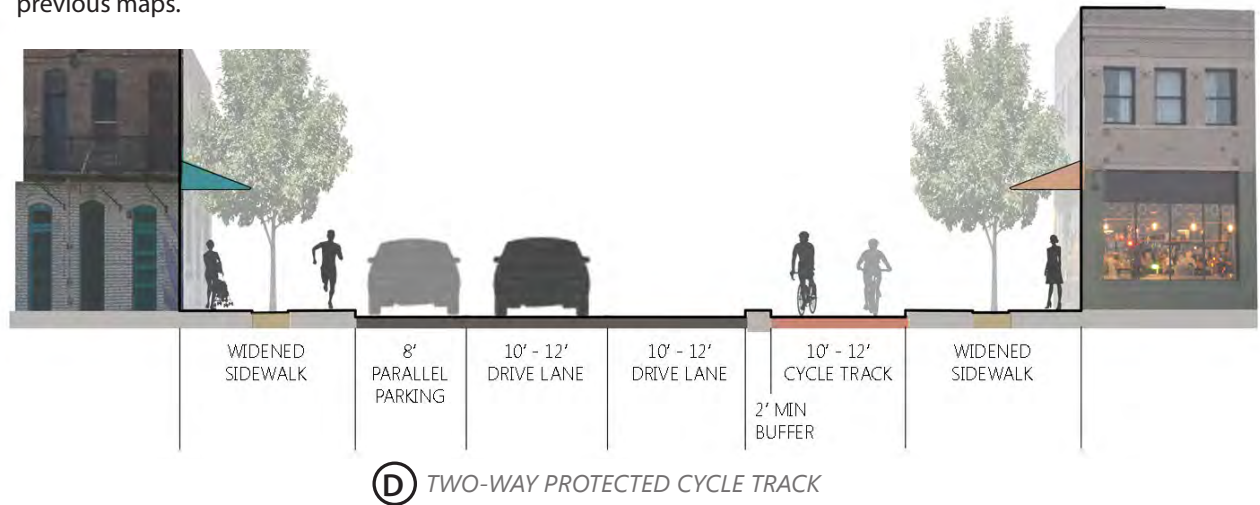 previous maps.
WIDENED
SIDEWALK
8'
PARALLEL
PARKING
10' - 12'
DRIVE LANE
10' - 12'
DRIVE LANE
2' MIN
BUFFER
10' - 12'
CYCLE TRACK
WIDENED
SIDEWALK
D TWO-WAY PROTECTED CYCLE TRACK